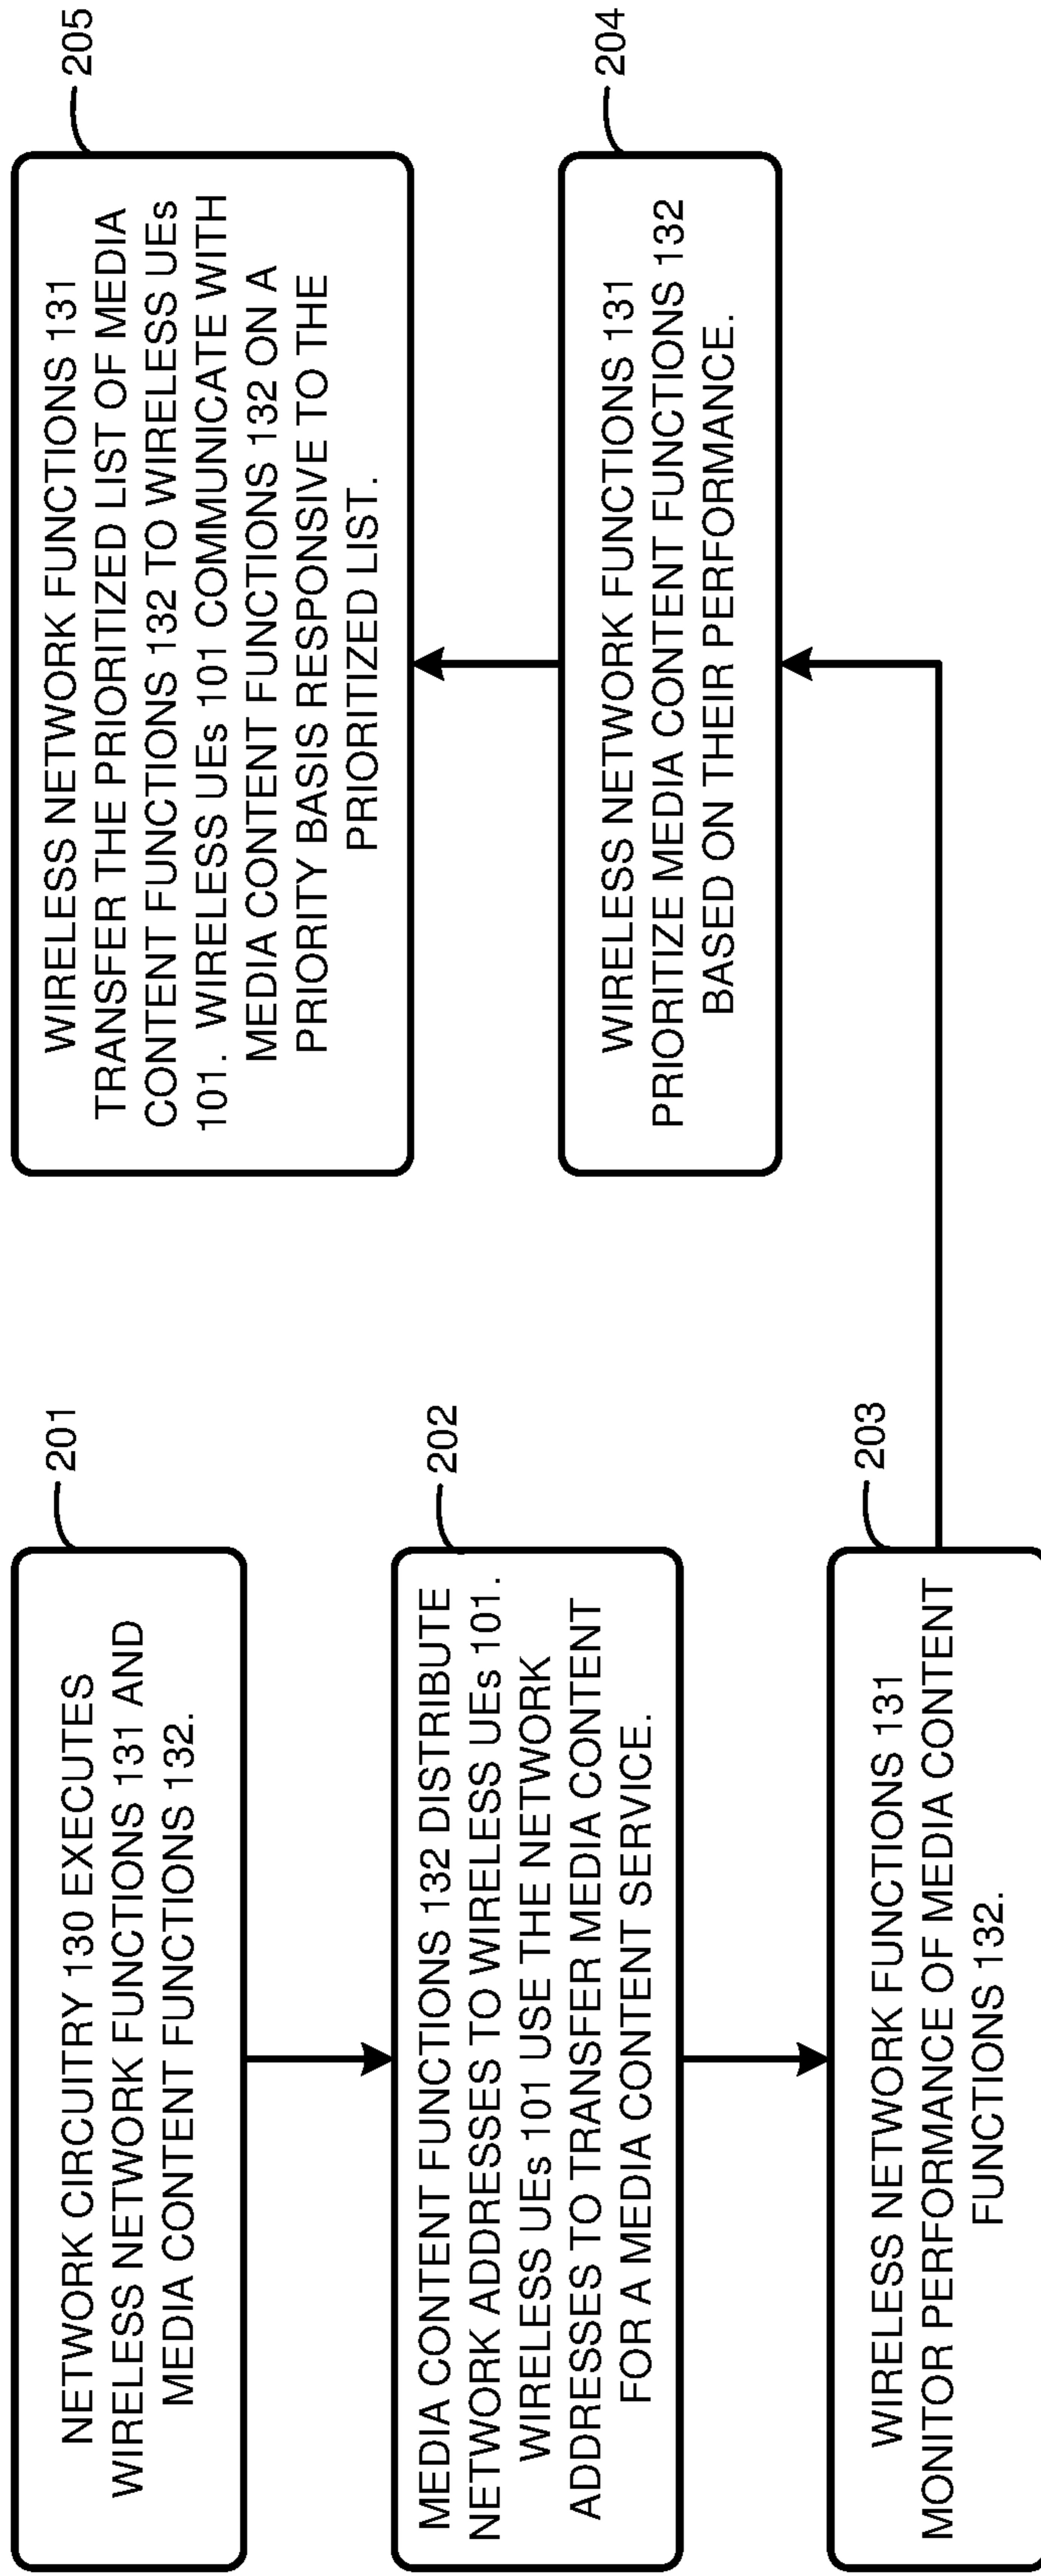 NETWORK CIRCUITRY 130 EXECUTES
WIRELESS NETWORK FUNCTIONS 131 AND
MEDIA CONTENT FUNCTIONS 132.
201
MEDIA CONTENT FUNCTIONS 132 DISTRIBUTE
NETWORK ADDRESSES TO WIRELESS UEs 101.
WIRELESS UEs 101 USE THE NETWORK
ADDRESSES TO TRANSFER MEDIA CONTENT
FOR A MEDIA CONTENT SERVICE.
202
WIRELESS NETWORK FUNCTIONS 131
MONITOR PERFORMANCE OF MEDIA CONTENT
FUNCTIONS 132.
203
WIRELESS NETWORK FUNCTIONS 131
PRIORITIZE MEDIA CONTENT FUNCTIONS 132
BASED ON THEIR PERFORMANCE.
204
WIRELESS NETWORK FUNCTIONS 131
TRANSFER THE PRIORITIZED LIST OF MEDIA
CONTENT FUNCTIONS 132 TO WIRELESS UEs
101. WIRELESS UEs 101 COMMUNICATE WITH
MEDIA CONTENT FUNCTIONS 132 ON A
PRIORITY BASIS RESPONSIVE TO THE
PRIORITIZED LIST.
205